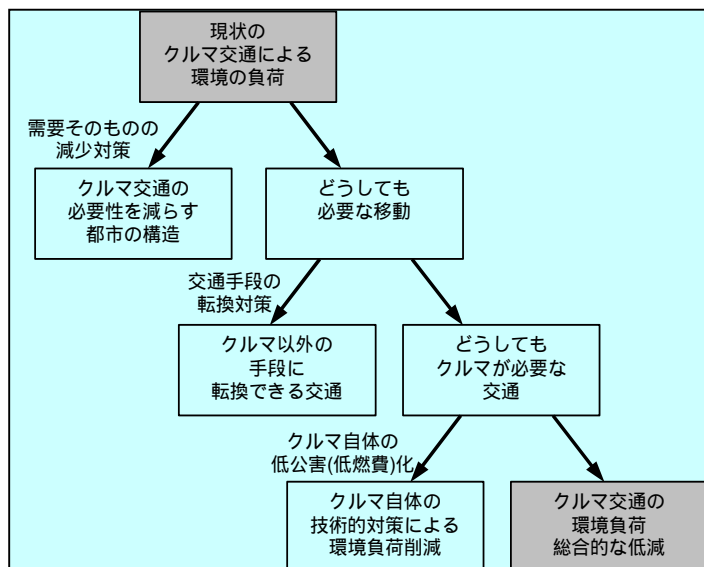 現状の
クルマ交通による
環境の負荷
需要そのものの
減少対策
クルマ交通の
必要性を減らす
都市の構造
どうしても
必要な移動
交通手段の
転換対策
クルマ以外の
手段に
転換できる交通
どうしても
クルマが必要な
交通
クルマ自体の
低公害(低燃費)化
クルマ自体の
技術的対策による
環境負荷削減
クルマ交通の
環境負荷
総合的な低減